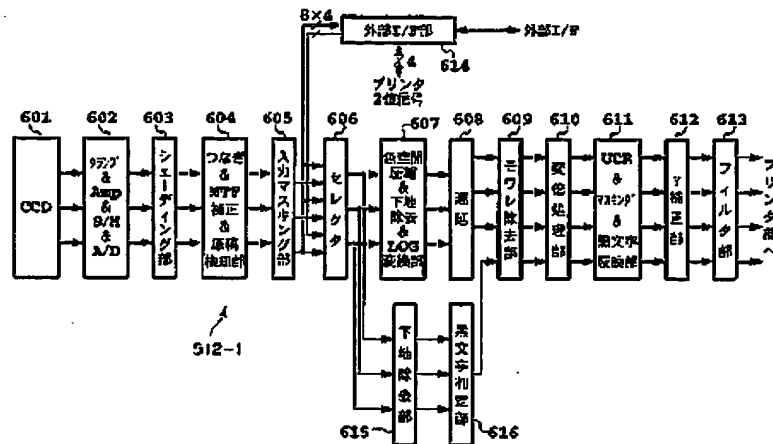 8×4
外部I/F部
外部I/F
614
4
プリンタ
2値信号
601
602
603
604
605
606
607
608
609
610
611
612
613
CCD
クランプ
&
Amp
&
S/H
&
A/D
シェーディング部
つなぎ
&
MTF
補正
&
原稿
検知部
入力マスキング部
セレクタ
色空間
圧縮
&
下地
除去
&
LOG
変換部
遅延
モワレ除去部
変倍処理部
UCR
&
マスキング
&
黒文字
反映部
γ補正部
フィルタ部
プリンタ部へ
512-1
下地除去部
黒文字判定部
615
616